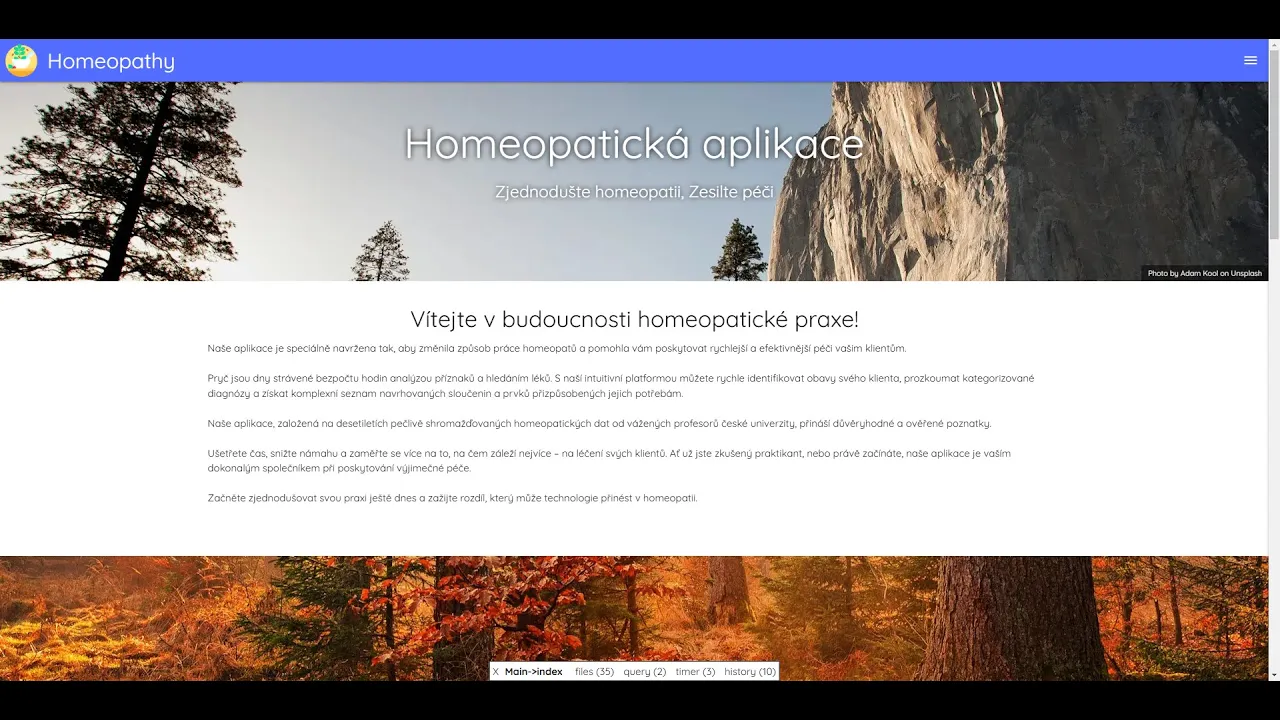 Homeopathy
Homeopatická aplikace
Zjednodušte homeopatii, Zesilte péči
Photo by Adam Kool on Unsplash
Vítejte v budoucnosti homeopatické praxe!
Naše aplikace je speciálně navržena tak, aby změnila způsob práce homeopatů a pomohla vám poskytovat rychlejší a efektivnější péči vašim klientům.
Pryč jsou dny strávené bezpočtu hodin analýzou příznaků a hledáním léků. S naší intuitivní platformou můžete rychle identifikovat obavy svého klienta, prozkoumat kategorizované
diagnózy a získat komplexní seznam navrhovaných sloučenin a prvků přizpůsobených jejich potřebám.
Naše aplikace, založená na desetiletích pečlivě shromažďovaných homeopatických dat od vážených profesorů české univerzity, přináší důvěryhodné a ověřené poznatky.
Ušetřete čas, snižte námahu a zaměřte se více na to, na čem záleží nejvíce – na léčení svých klientů. Ať už jste zkušený praktikant, nebo právě začínáte, naše aplikace je vaším
dokonalým společníkem při poskytování výjimečné péče.
Začněte zjednodušovat svou praxi ještě dnes a zažijte rozdíl, který může technologie přinést v homeopatii.
X Main->index files (35) query (2) timer (3) history (10)